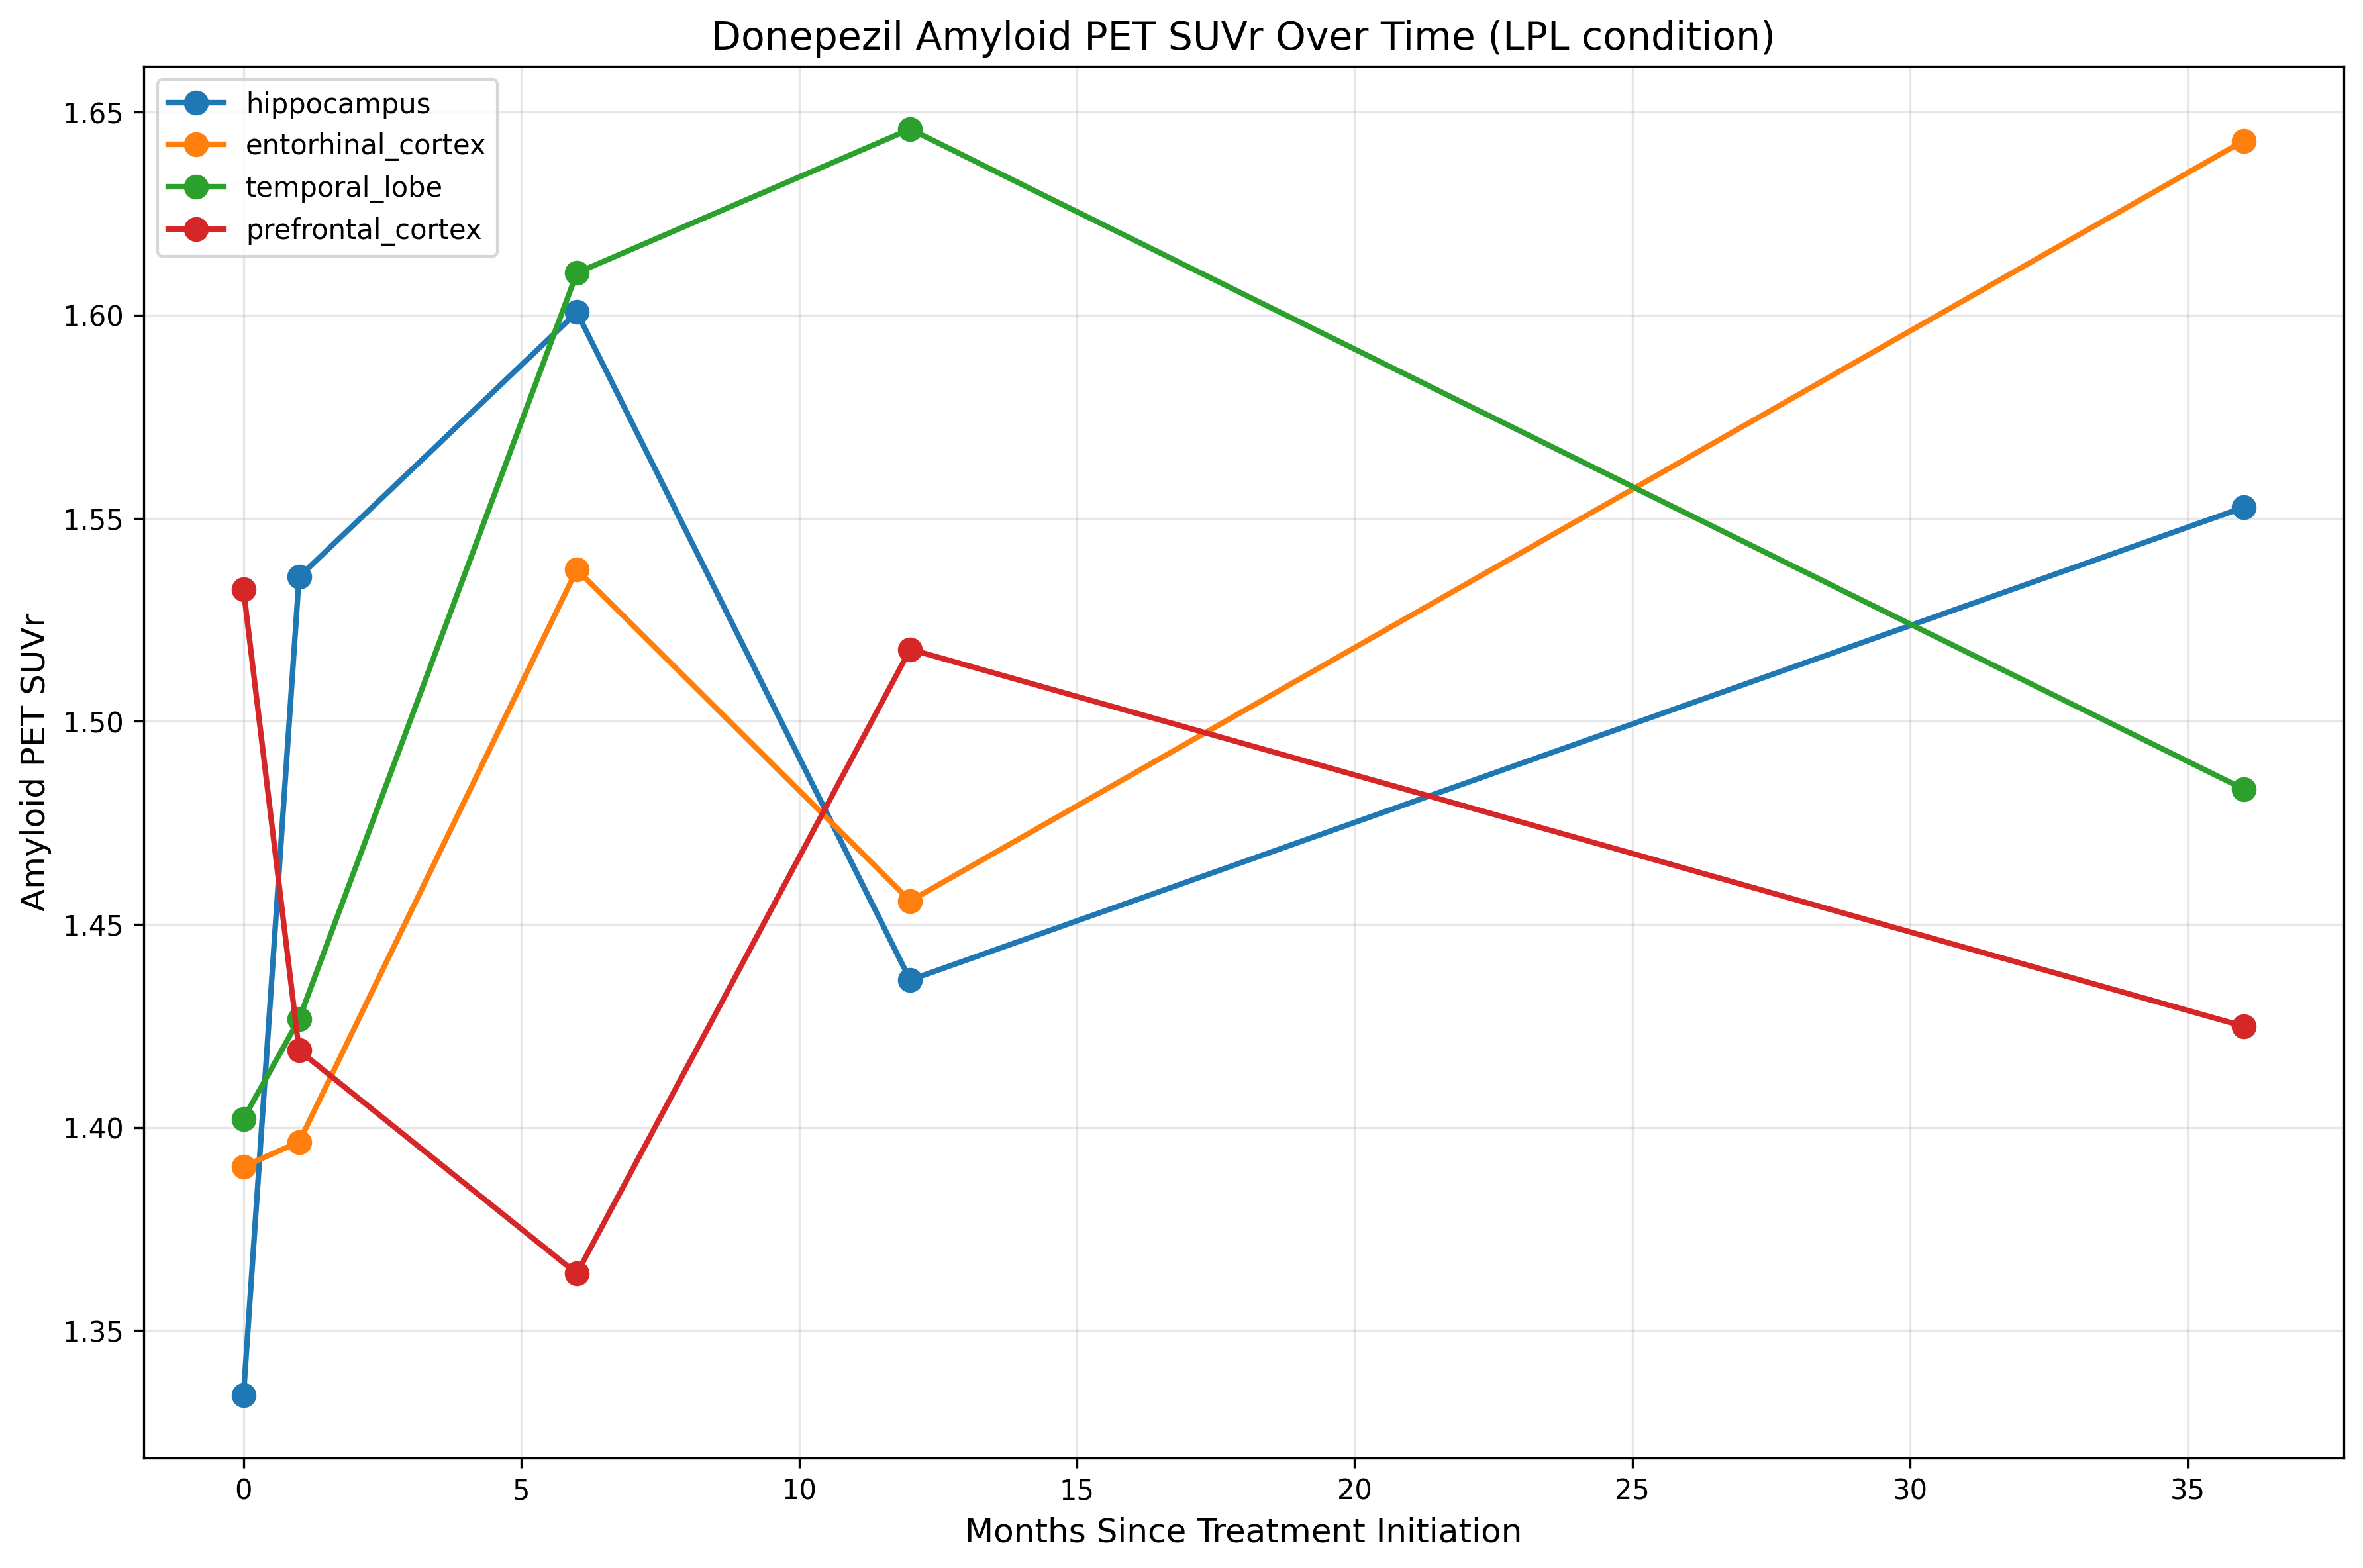 Donepezil Amyloid PET SUVr Over Time (LPL condition)
hippocampus
entorhinal_cortex
temporal_lobe
prefrontal_cortex
Amyloid PET SUVr
1.65
1.60
1.55
1.50
1.45
1.40
1.35
0 5 10 15 20 25 30 35
Months Since Treatment Initiation